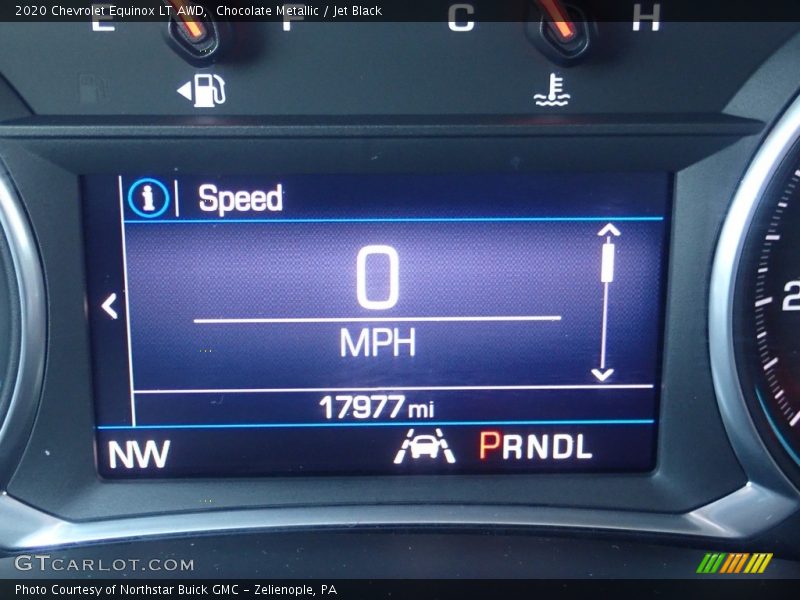 2020 Chevrolet Equinox LT AWD, Chocolate Metallic / Jet Black
E F C H
i Speed
0
MPH
2
17977 mi
NW PRNDL
GTCARLOT.COM
Photo Courtesy of Northstar Buick GMC - Zelienople, PA